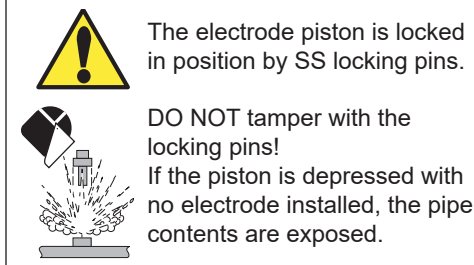 The electrode piston is locked
in position by SS locking pins.
DO NOT tamper with the
locking pins!
If the piston is depressed with
no electrode installed, the pipe
contents are exposed.